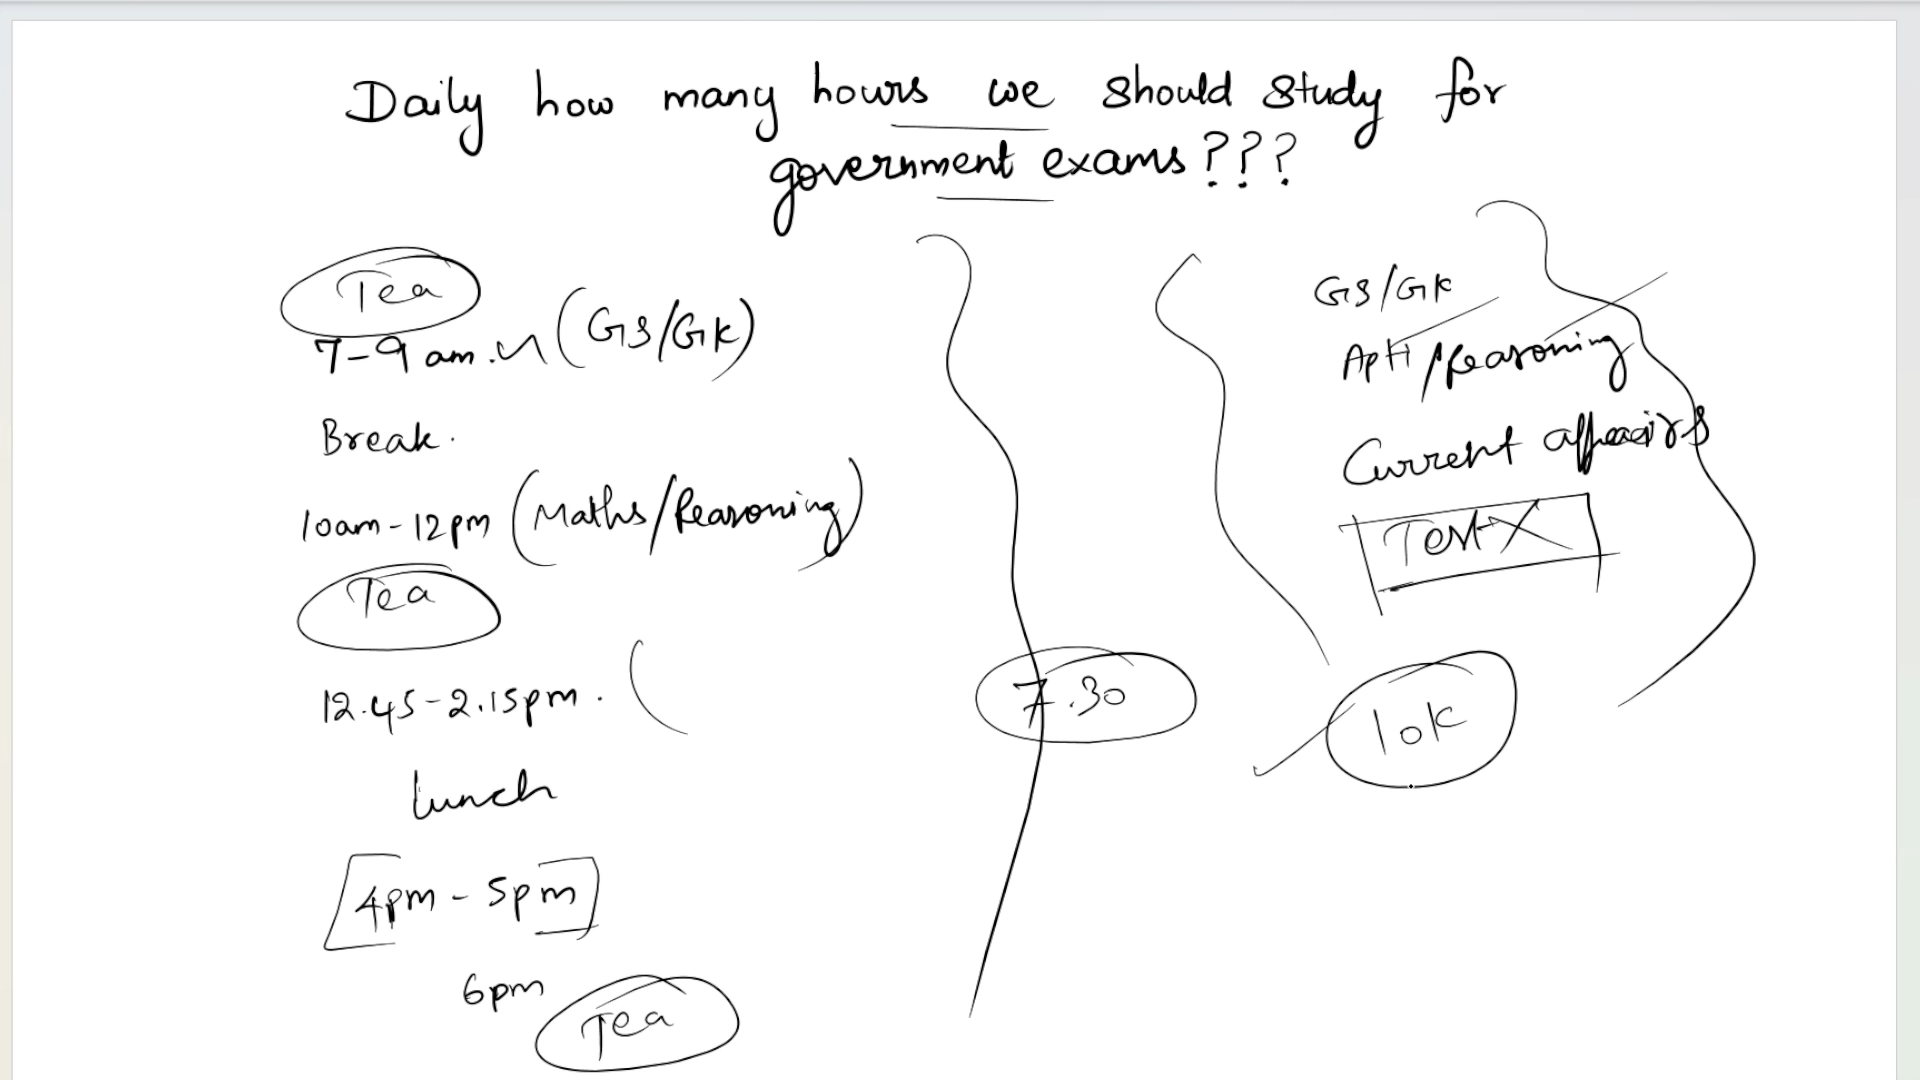 Daily how many hours we should study for
government exams???
Tea
7-9 am. (GS/GK)
Break.
10am-12pm (Maths/Reasoning)
Tea
12.45-2.15pm. (
Lunch
[4pm - 5pm]
6pm
Tea
7.30
GS/GK
Apti/Reasoning
Current affairs
Test X
10k